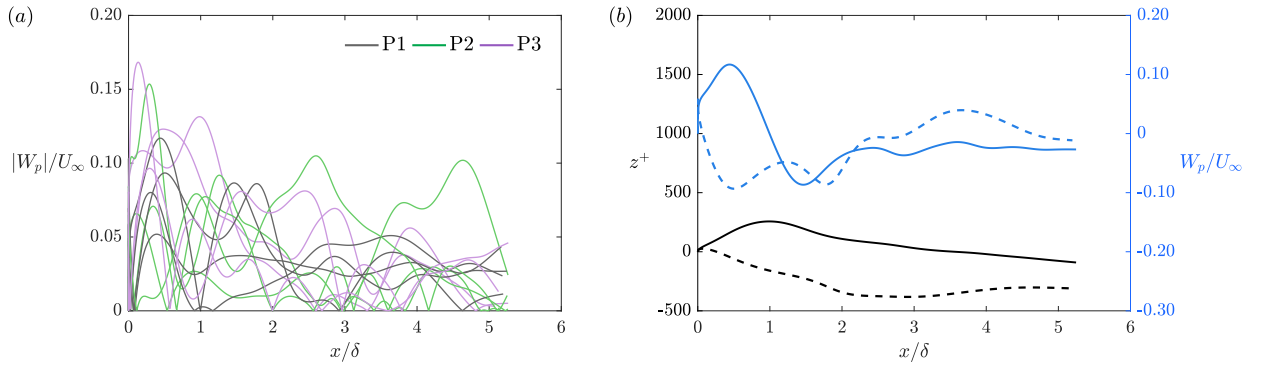 (a)
0.20
0.15
|W_p|/U_∞ 0.10
0.05
0
0 1 2 3 4 5 6
x/δ
P1 P2 P3
(b)
2000
1500
1000
z^+
500
0
-500
0 1 2 3 4 5 6
x/δ
0.20
0.10
0
W_p/U_∞
-0.10
-0.20
-0.30